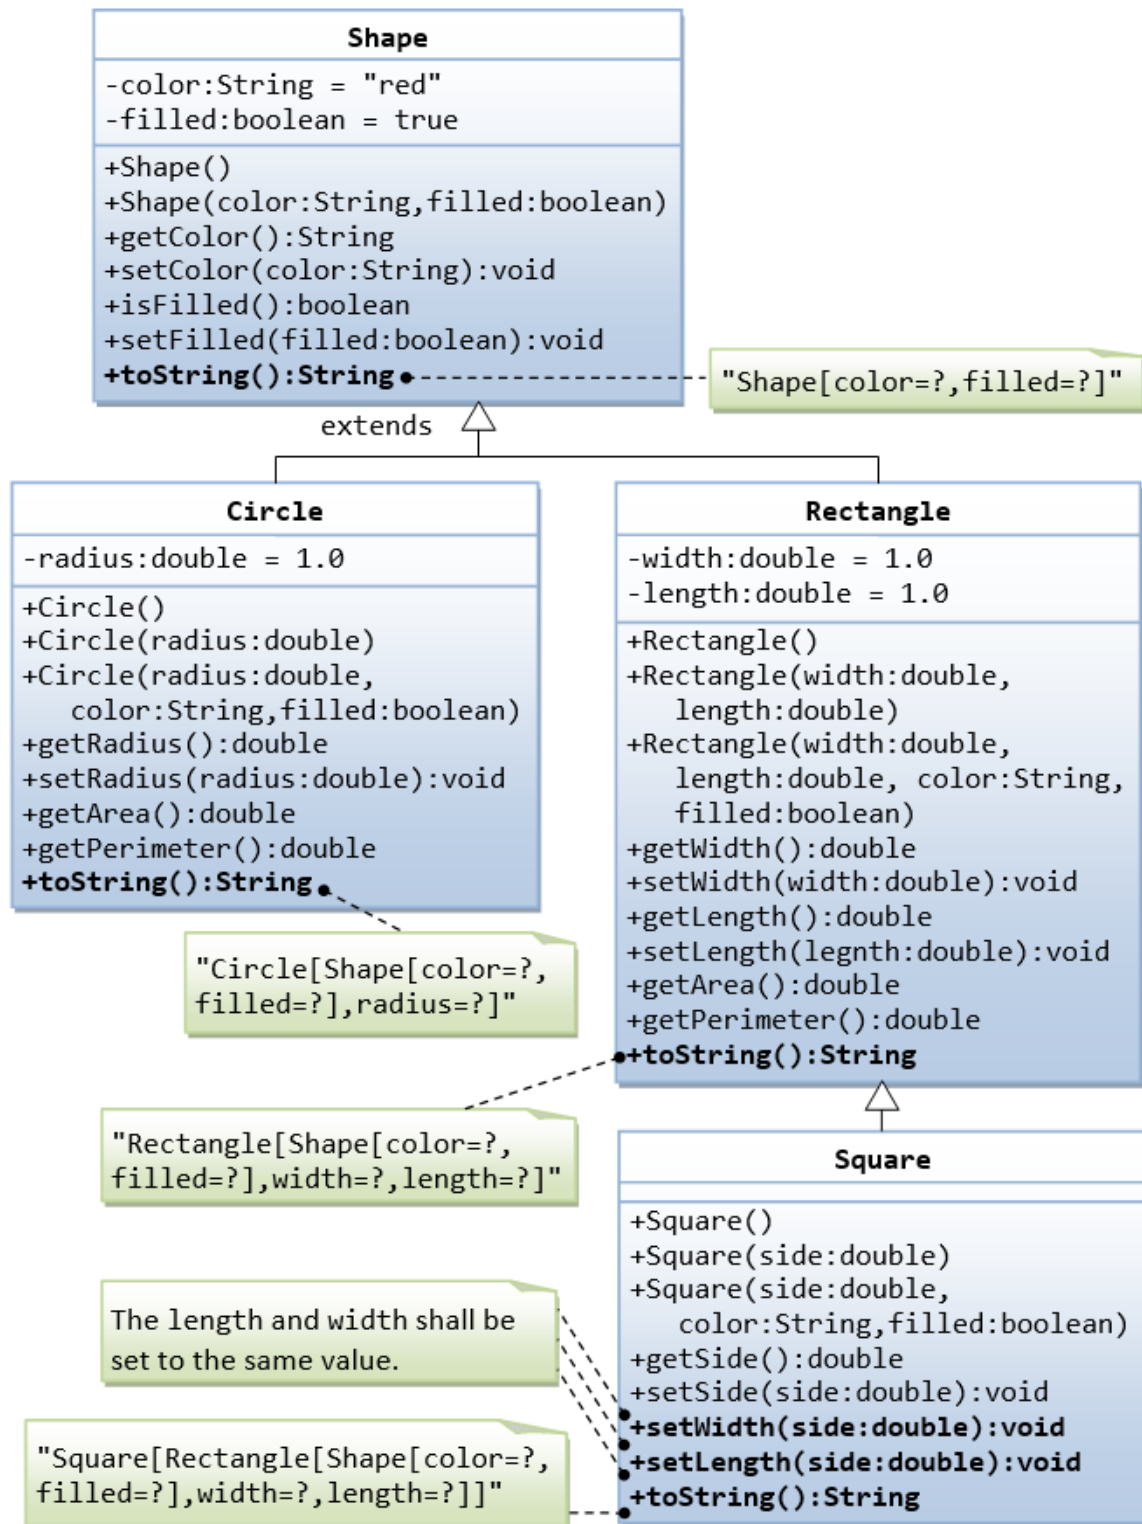 Shape
-color:String = "red"
-filled:boolean = true
+Shape()
+Shape(color:String,filled:boolean)
+getColor():String
+setColor(color:String):void
+isFilled():boolean
+setFilled(filled:boolean):void
+toString():String
"Shape[color=?,filled=?]"
extends
Circle
-radius:double = 1.0
+Circle()
+Circle(radius:double)
+Circle(radius:double,
color:String,filled:boolean)
+getRadius():double
+setRadius(radius:double):void
+getArea():double
+getPerimeter():double
+toString():String
"Circle[Shape[color=?,
filled=?],radius=?]"
Rectangle
-width:double = 1.0
-length:double = 1.0
+Rectangle()
+Rectangle(width:double,
length:double)
+Rectangle(width:double,
length:double, color:String,
filled:boolean)
+getWidth():double
+setWidth(width:double):void
+getLength():double
+setLength(legnth:double):void
+getArea():double
+getPerimeter():double
+toString():String
"Rectangle[Shape[color=?,
filled=?],width=?,length=?]"
Square
+Square()
+Square(side:double)
+Square(side:double,
color:String,filled:boolean)
+getSide():double
+setSide(side:double):void
+setWidth(side:double):void
+setLength(side:double):void
+toString():String
The length and width shall be
set to the same value.
"Square[Rectangle[Shape[color=?,
filled=?],width=?,length=?]]"